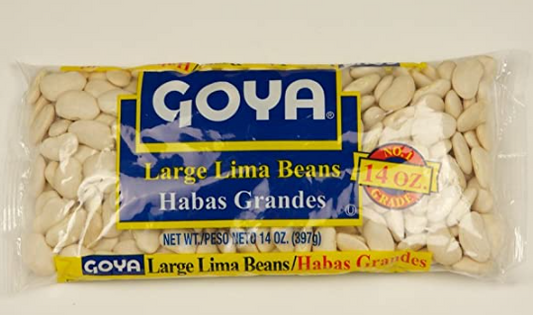 GOYA®
Large Lima Beans
Habas Grandes
NO. 1
14 OZ.
GRADE
NET WT./PESO NETO 14 OZ. (397g)
GOYA Large Lima Beans/Habas Grandes